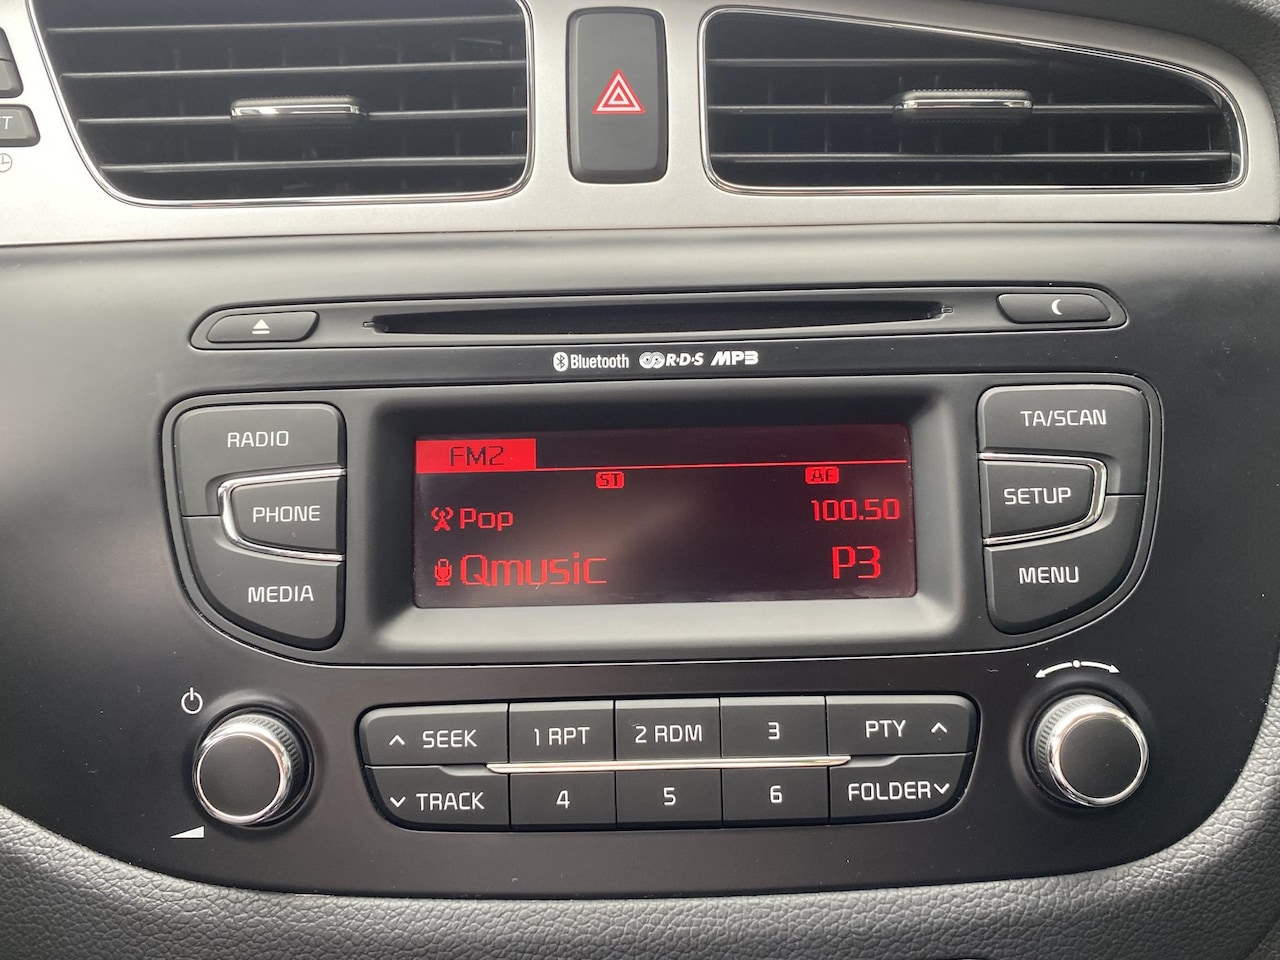 Bluetooth R·D·S MP3
RADIO
PHONE
MEDIA
FM2
ST AF
Pop 100.50
Qmusic P3
TA/SCAN
SETUP
MENU
SEEK 1 RPT 2 RDM 3 PTY
TRACK 4 5 6 FOLDER